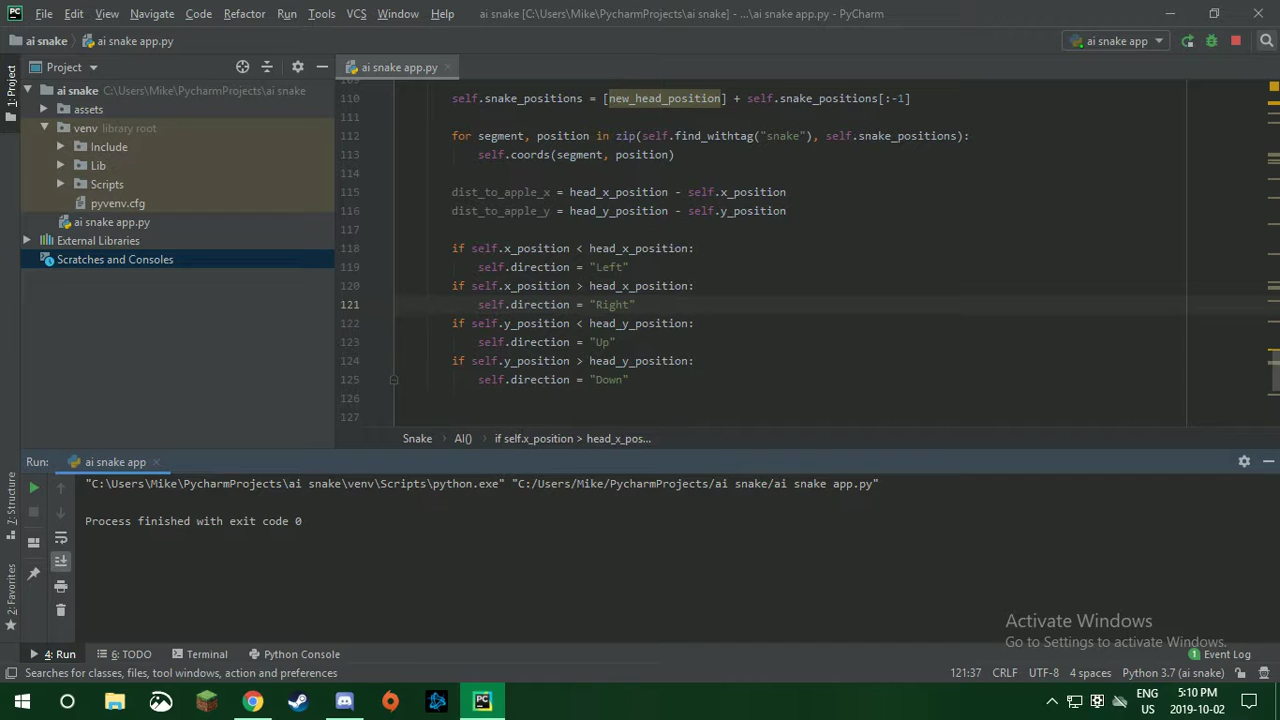 File Edit View Navigate Code Refactor Run Tools VCS Window Help ai snake [C:\Users\Mike\PycharmProjects\ai snake] - ...\ai snake app.py - PyCharm
ai snake ai snake app.py ai snake app
1: Project
Project
ai snake app.py
ai snake C:\Users\Mike\PycharmProjects\ai snake
assets
venv library root
Include
Lib
Scripts
pyvenv.cfg
ai snake app.py
External Libraries
Scratches and Consoles
109
110 self.snake_positions = [new_head_position] + self.snake_positions[:-1]
111
112 for segment, position in zip(self.find_withtag("snake"), self.snake_positions):
113 self.coords(segment, position)
114
115 dist_to_apple_x = head_x_position - self.x_position
116 dist_to_apple_y = head_y_position - self.y_position
117
118 if self.x_position < head_x_position:
119 self.direction = "Left"
120 if self.x_position > head_x_position:
121 self.direction = "Right"
122 if self.y_position < head_y_position:
123 self.direction = "Up"
124 if self.y_position > head_y_position:
125 self.direction = "Down"
126
127
Snake AI() if self.x_position > head_x_pos...
Run: ai snake app
"C:\Users\Mike\PycharmProjects\ai snake\venv\Scripts\python.exe" "C:/Users/Mike/PycharmProjects/ai snake/ai snake app.py"
Process finished with exit code 0
Z: Structure
2: Favorites
Activate Windows
Go to Settings to activate Windows.
4: Run 6: TODO Terminal Python Console 1 Event Log
Searches for classes, files, tool windows, action and preferences 121:37 CRLF UTF-8 4 spaces Python 3.7 (ai snake)
ENG
US
5:10 PM
2019-10-02